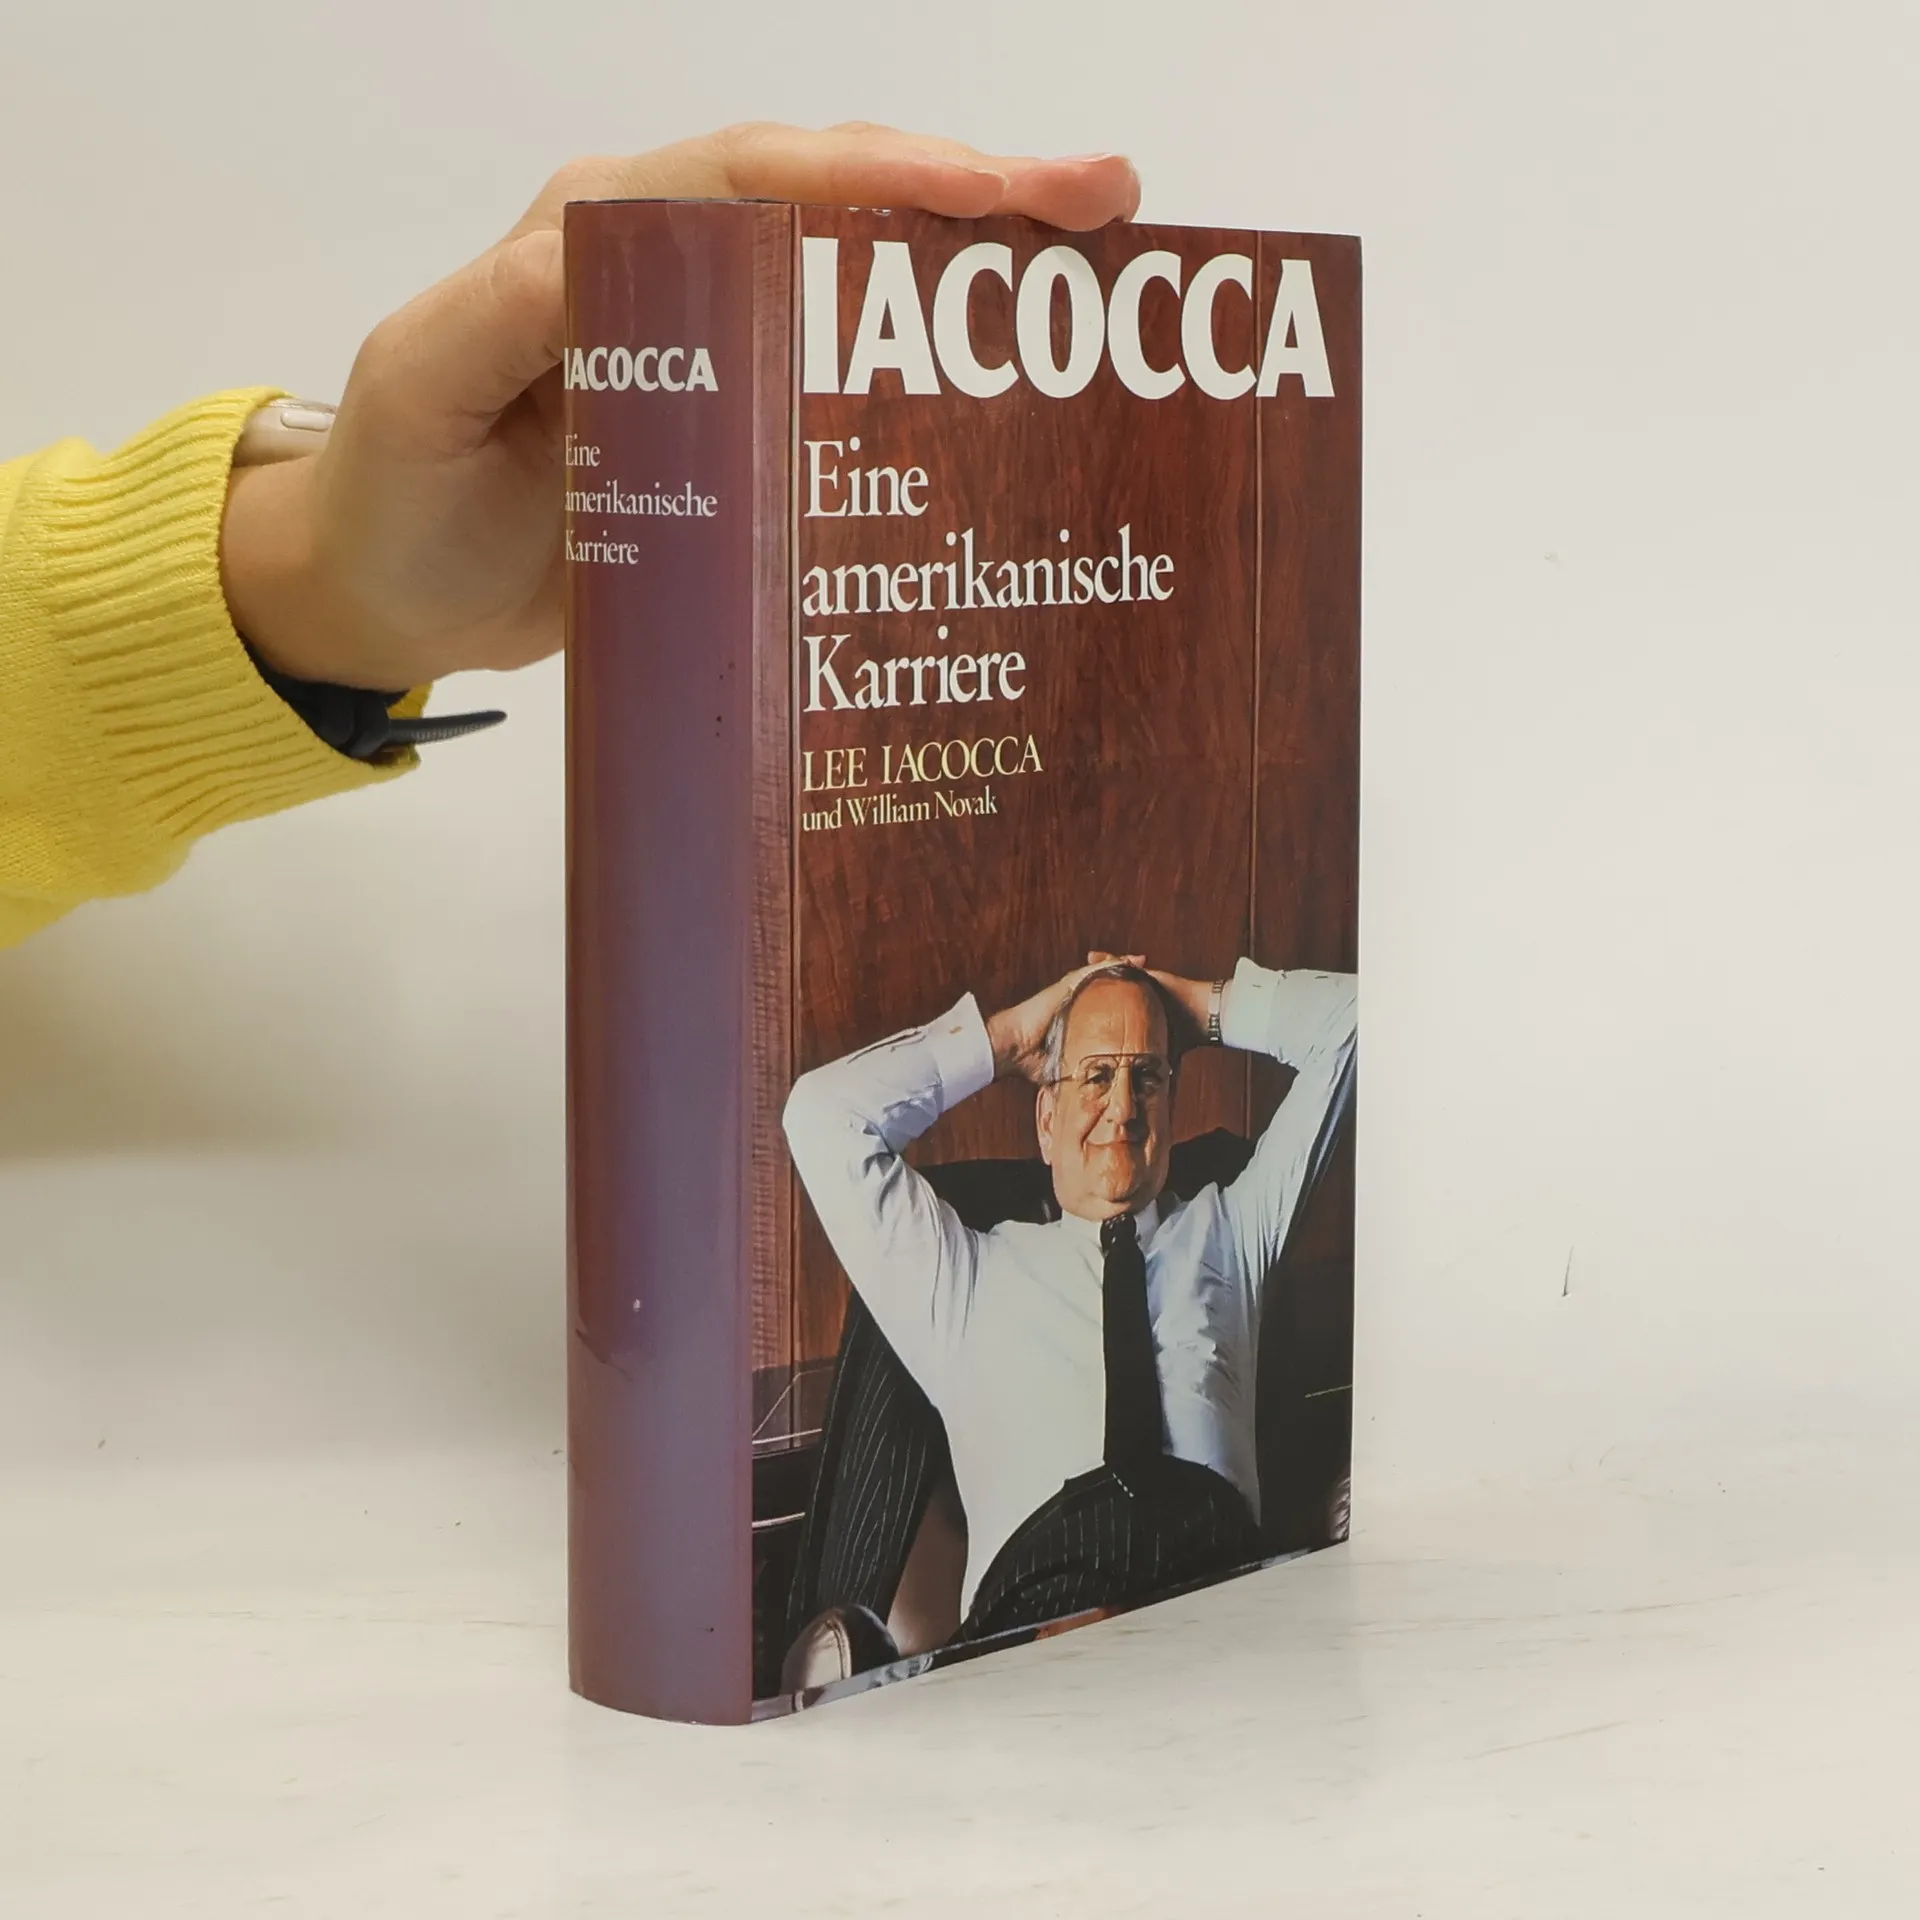 IACOCCA
Eine
amerikanische
Karriere
IACOCCA
Eine
amerikanische
Karriere
LEE IACOCCA
und William Novak